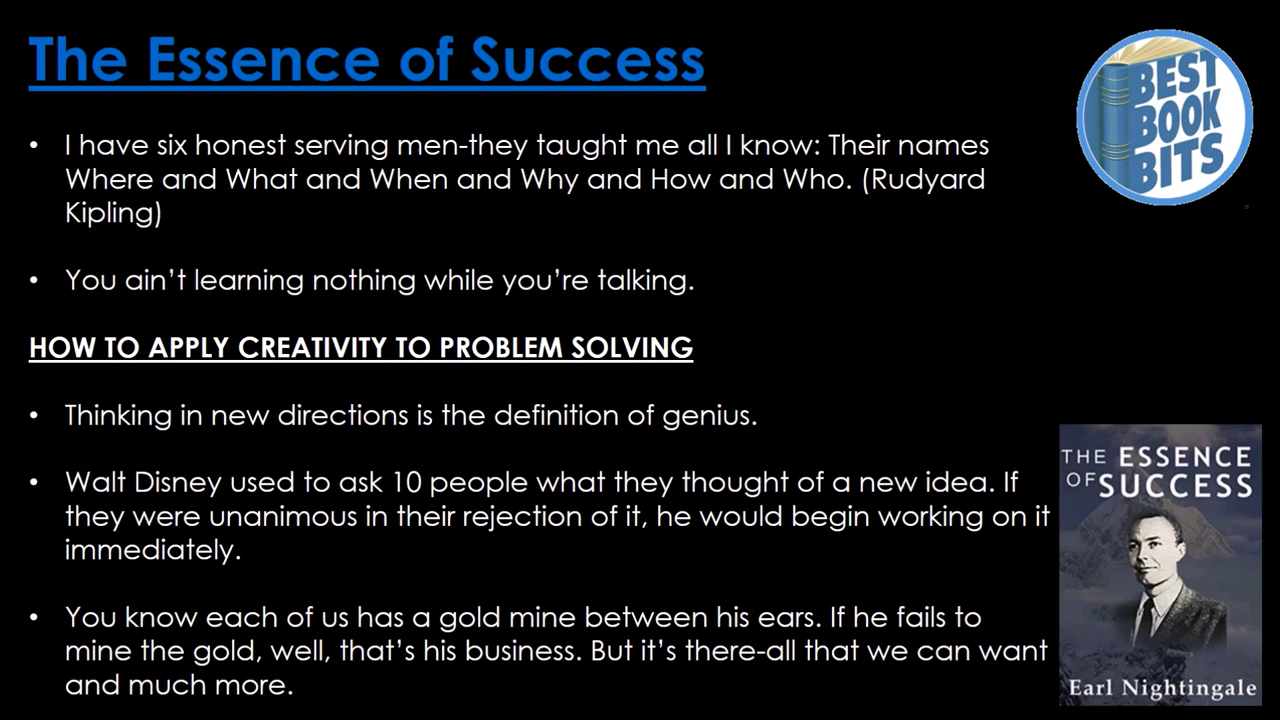 The Essence of Success
BEST
BOOK
BITS
• I have six honest serving men-they taught me all I know: Their names
Where and What and When and Why and How and Who. (Rudyard
Kipling)
• You ain’t learning nothing while you’re talking.
HOW TO APPLY CREATIVITY TO PROBLEM SOLVING
• Thinking in new directions is the definition of genius.
• Walt Disney used to ask 10 people what they thought of a new idea. If
they were unanimous in their rejection of it, he would begin working on it
immediately.
• You know each of us has a gold mine between his ears. If he fails to
mine the gold, well, that’s his business. But it’s there-all that we can want
and much more.
THE ESSENCE
OF SUCCESS
Earl Nightingale